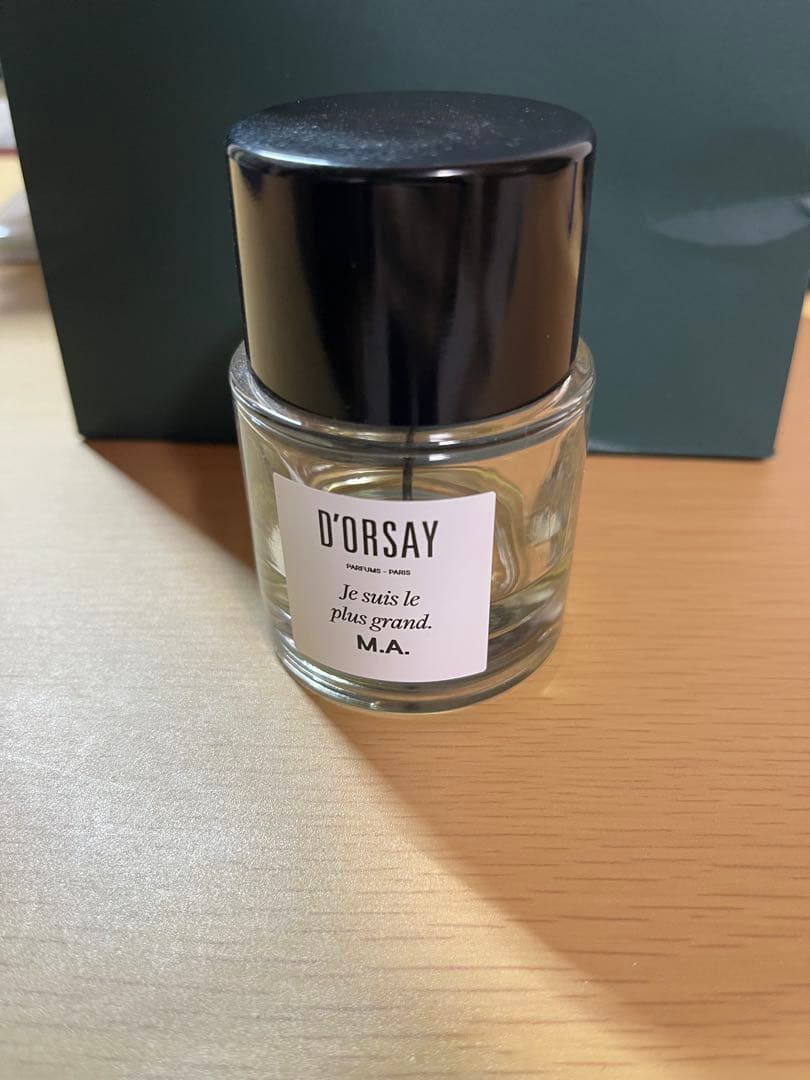 D'ORSAY
PARFUMS - PARIS
Je suis le
plus grand.
M.A.